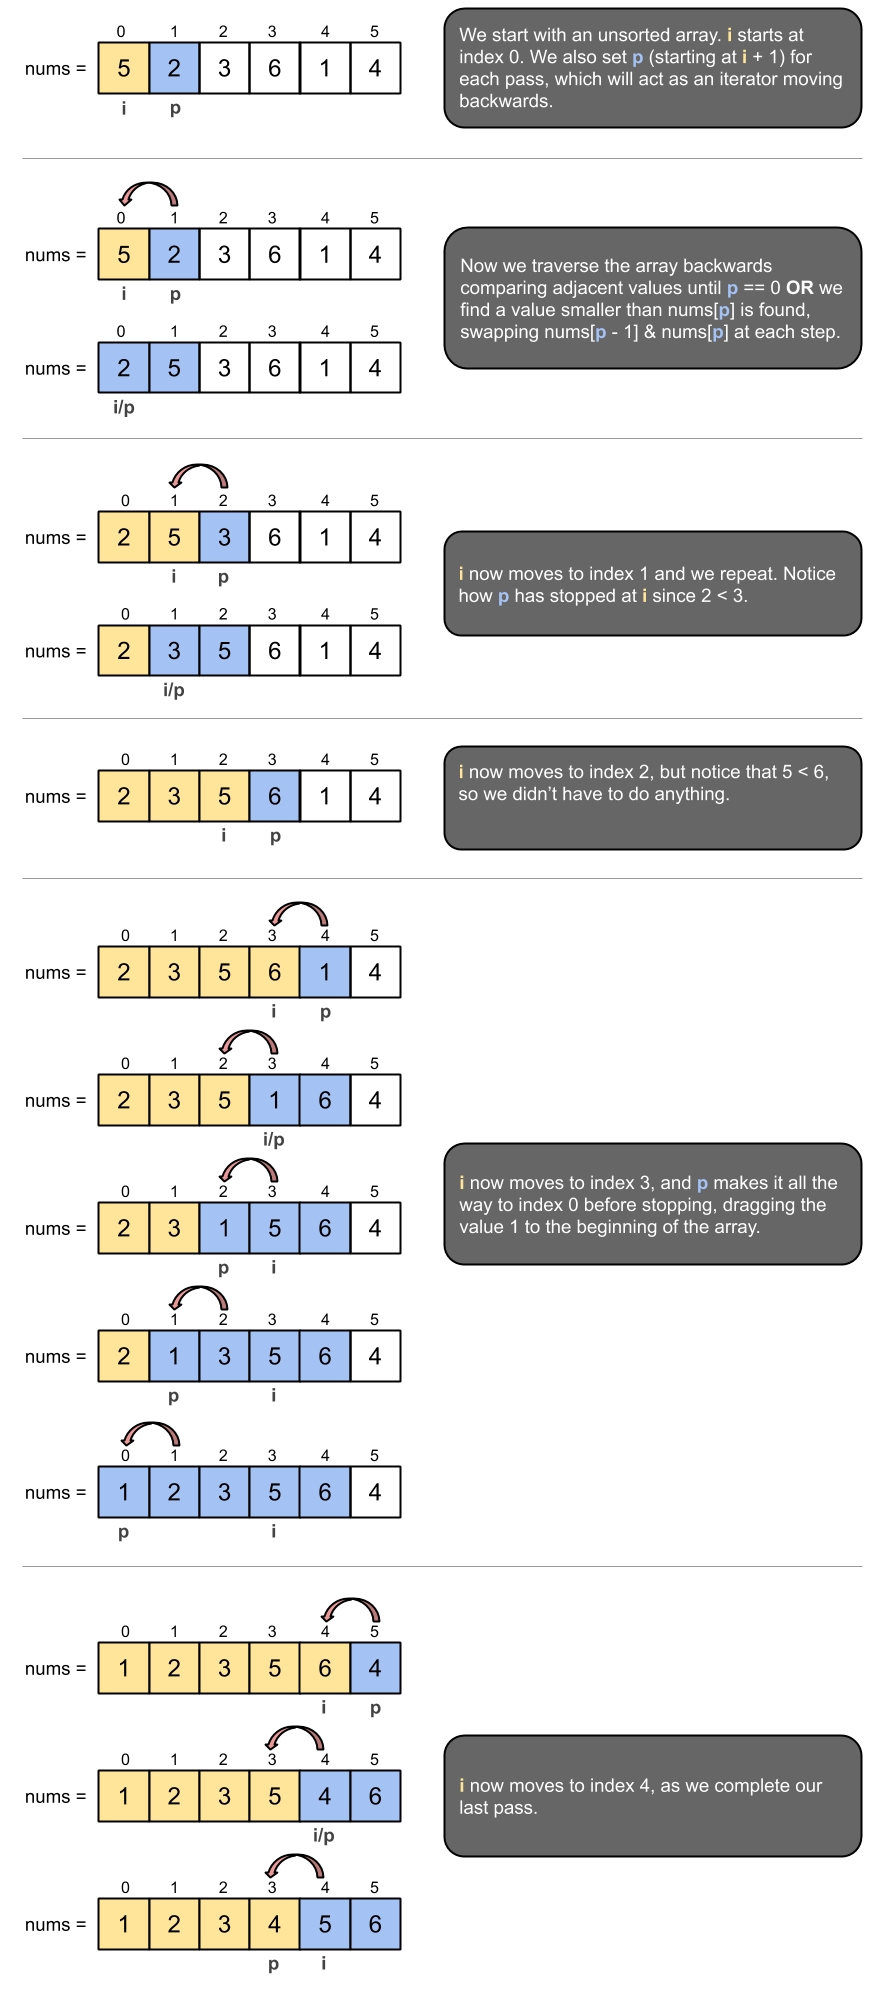 0 1 2 3 4 5
nums = 5 2 3 6 1 4
i p
We start with an unsorted array. i starts at
index 0. We also set p (starting at i + 1) for
each pass, which will act as an iterator moving
backwards.
0 1 2 3 4 5
nums = 5 2 3 6 1 4
i p
0 1 2 3 4 5
nums = 2 5 3 6 1 4
i/p
Now we traverse the array backwards
comparing adjacent values until p == 0 OR we
find a value smaller than nums[p] is found,
swapping nums[p - 1] & nums[p] at each step.
0 1 2 3 4 5
nums = 2 5 3 6 1 4
i p
0 1 2 3 4 5
nums = 2 3 5 6 1 4
i/p
i now moves to index 1 and we repeat. Notice
how p has stopped at i since 2 < 3.
0 1 2 3 4 5
nums = 2 3 5 6 1 4
i p
i now moves to index 2, but notice that 5 < 6,
so we didn't have to do anything.
0 1 2 3 4 5
nums = 2 3 5 6 1 4
i p
0 1 2 3 4 5
nums = 2 3 5 1 6 4
i/p
0 1 2 3 4 5
nums = 2 3 1 5 6 4
p i
0 1 2 3 4 5
nums = 2 1 3 5 6 4
p i
0 1 2 3 4 5
nums = 1 2 3 5 6 4
p i
i now moves to index 3, and p makes it all the
way to index 0 before stopping, dragging the
value 1 to the beginning of the array.
0 1 2 3 4 5
nums = 1 2 3 5 6 4
i p
0 1 2 3 4 5
nums = 1 2 3 5 4 6
i/p
0 1 2 3 4 5
nums = 1 2 3 4 5 6
p i
i now moves to index 4, as we complete our
last pass.